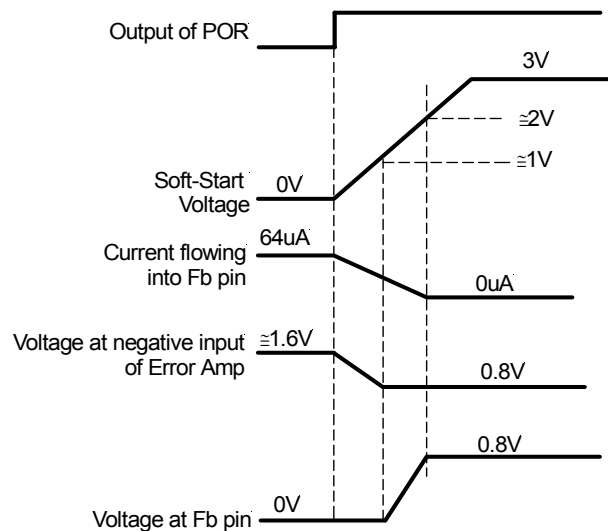 Output of POR
3V
≅2V
≅1V
Soft-Start
Voltage
0V
64uA
Current flowing
into Fb pin
0uA
Voltage at negative input
of Error Amp
≅1.6V
0.8V
0.8V
Voltage at Fb pin
0V